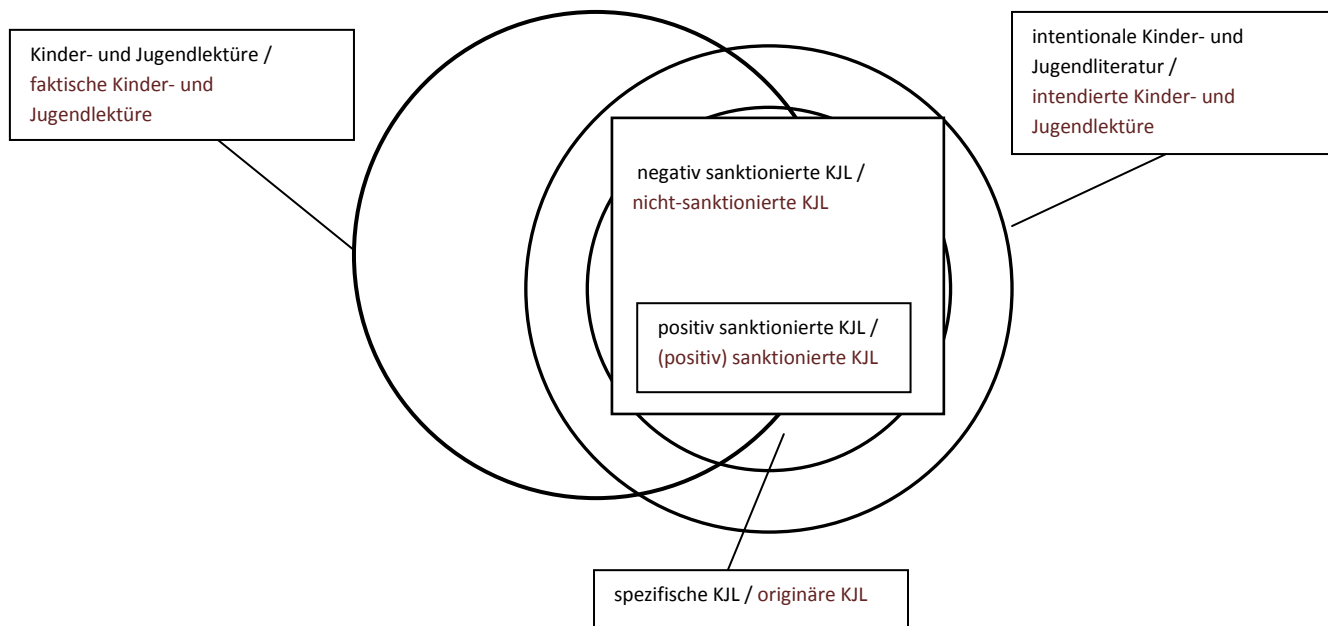 Kinder- und Jugendlektüre /
faktische Kinder- und
Jugendlektüre
intentionale Kinder- und
Jugendliteratur /
intendierte Kinder- und
Jugendlektüre
negativ sanktionierte KJL /
nicht-sanktionierte KJL
positiv sanktionierte KJL /
(positiv) sanktionierte KJL
spezifische KJL / originäre KJL